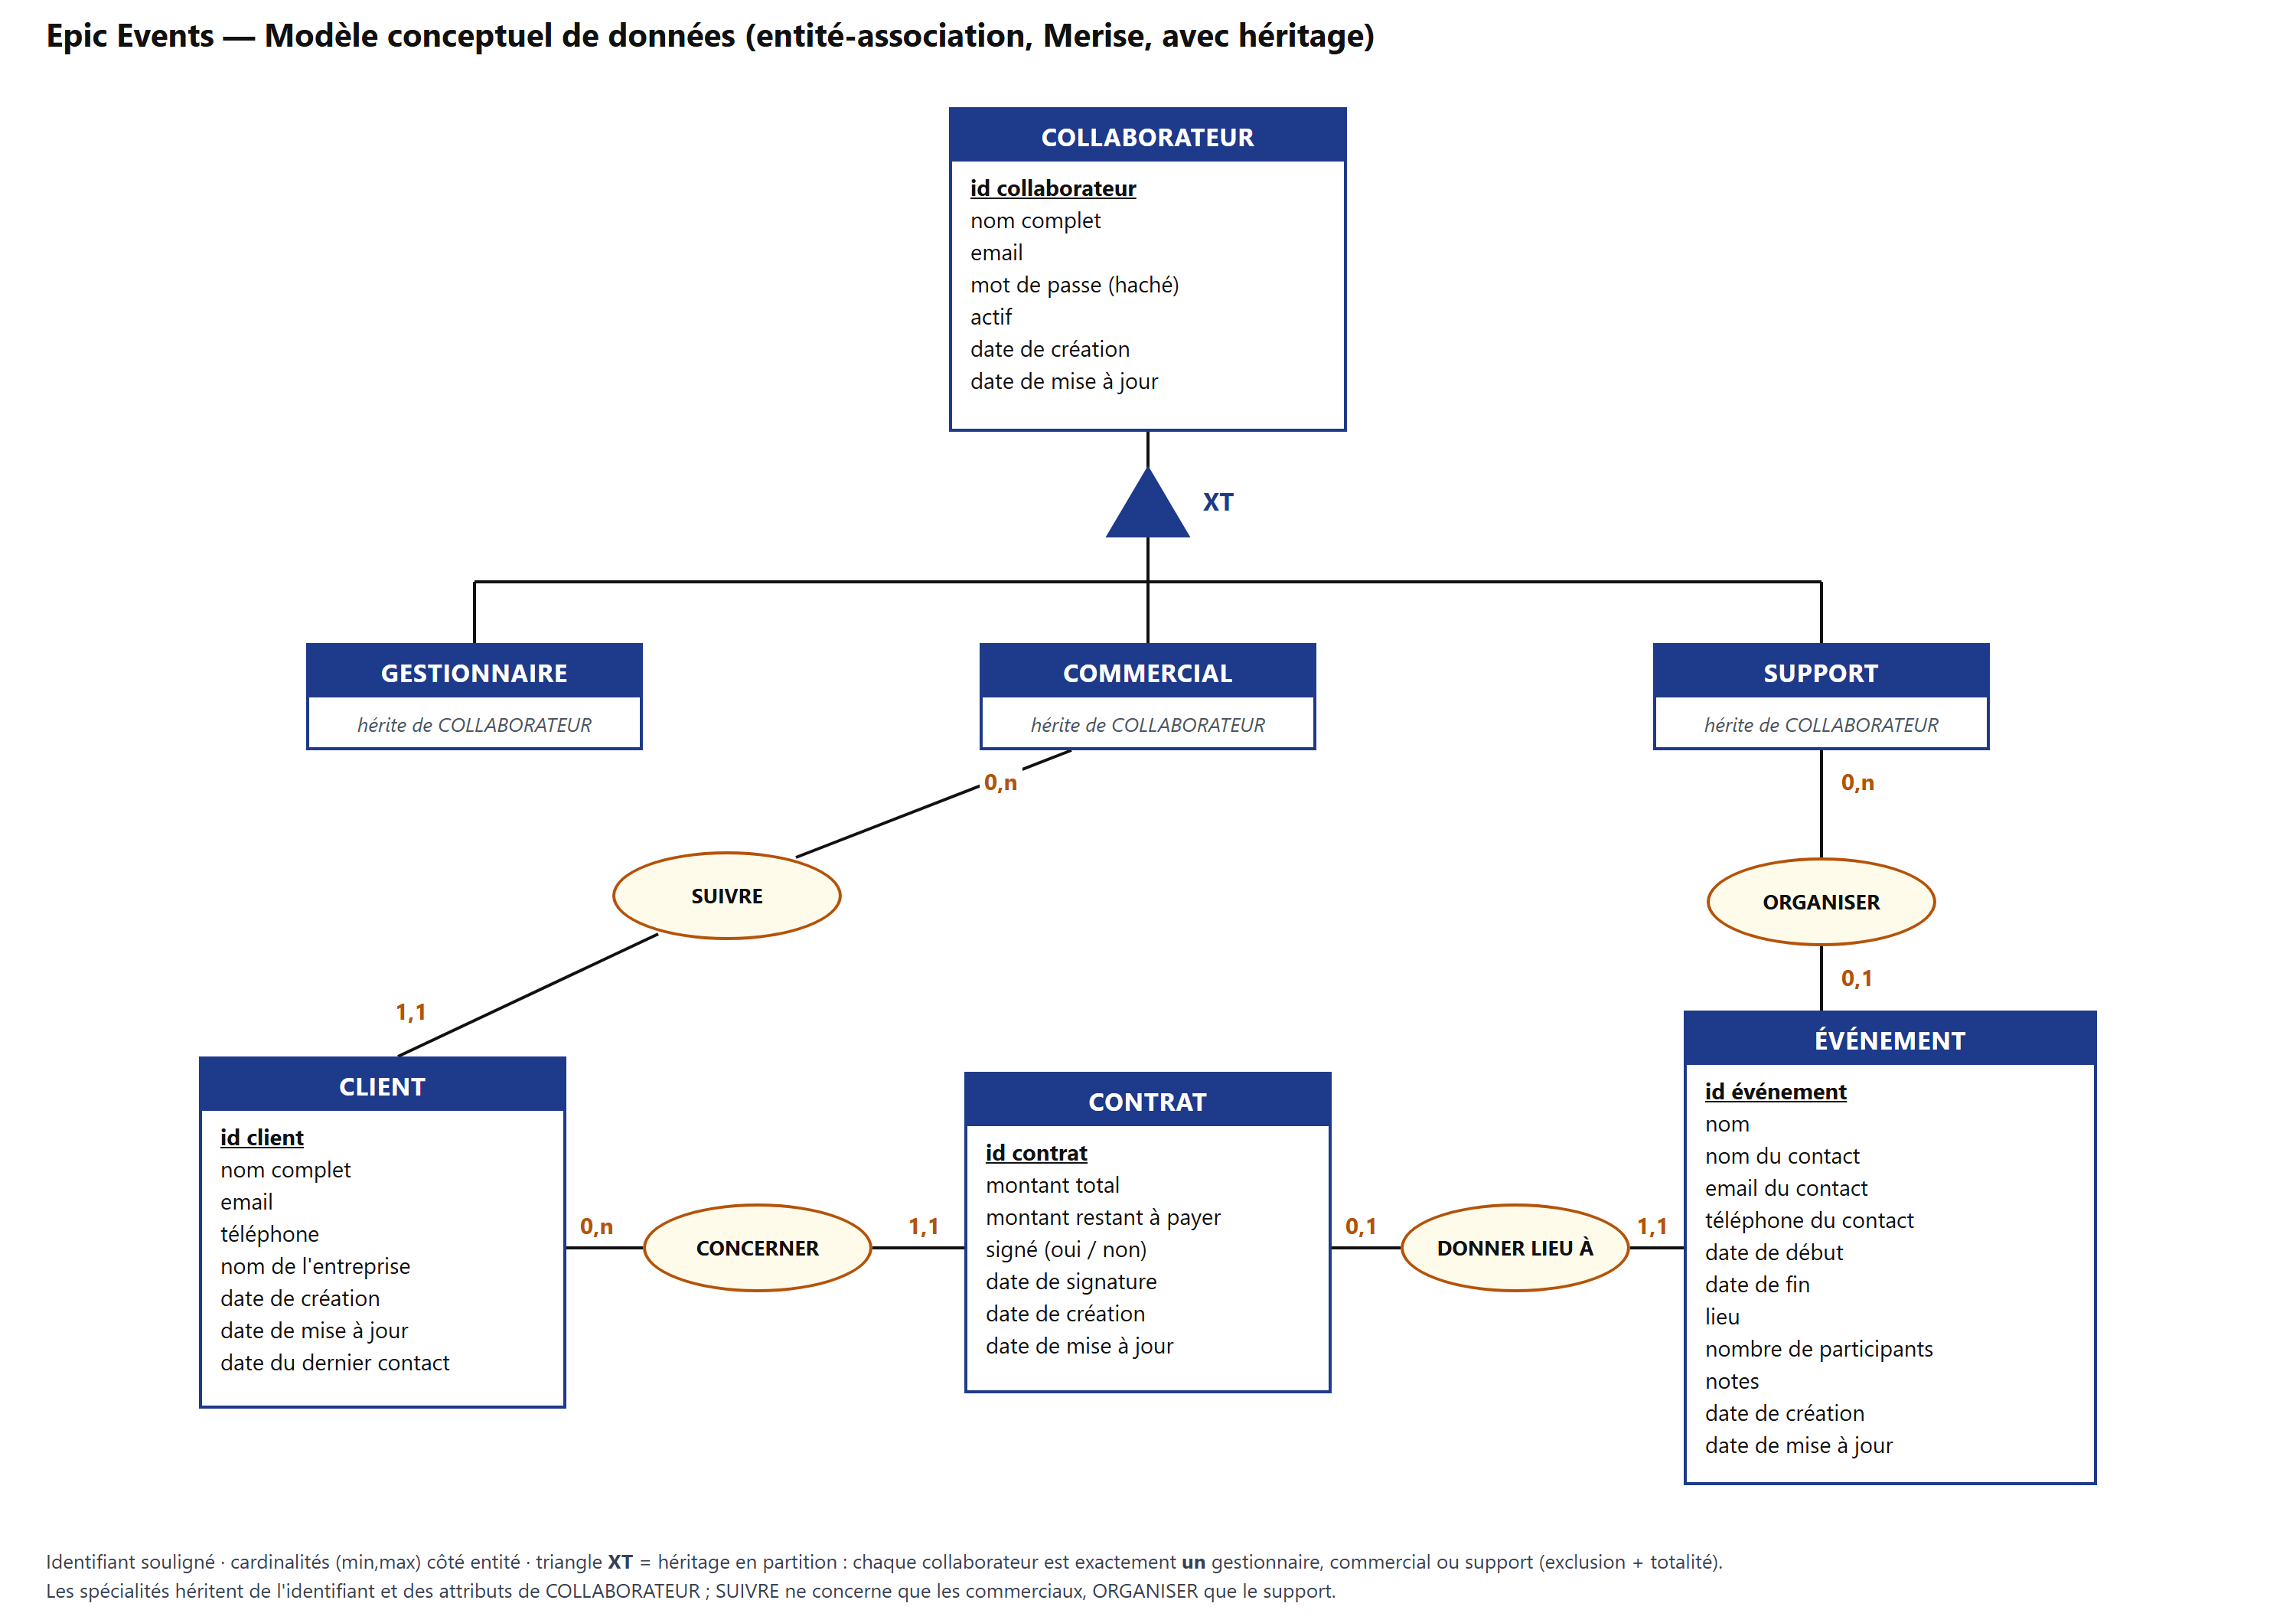 Epic Events — Modèle conceptuel de données (entité-association, Merise, avec héritage)
COLLABORATEUR
id collaborateur
nom complet
email
mot de passe (haché)
actif
date de création
date de mise à jour
XT
GESTIONNAIRE
hérite de COLLABORATEUR
COMMERCIAL
hérite de COLLABORATEUR
SUPPORT
hérite de COLLABORATEUR
0,n
0,n
SUIVRE
ORGANISER
0,1
1,1
CLIENT
id client
nom complet
email
téléphone
nom de l'entreprise
date de création
date de mise à jour
date du dernier contact
0,n
CONCERNER
1,1
CONTRAT
id contrat
montant total
montant restant à payer
signé (oui / non)
date de signature
date de création
date de mise à jour
0,1
DONNER LIEU À
1,1
ÉVÉNEMENT
id événement
nom
nom du contact
email du contact
téléphone du contact
date de début
date de fin
lieu
nombre de participants
notes
date de création
date de mise à jour
Identifiant souligné · cardinalités (min,max) côté entité · triangle XT = héritage en partition : chaque collaborateur est exactement un gestionnaire, commercial ou support (exclusion + totalité).
Les spécialités héritent de l'identifiant et des attributs de COLLABORATEUR ; SUIVRE ne concerne que les commerciaux, ORGANISER que le support.